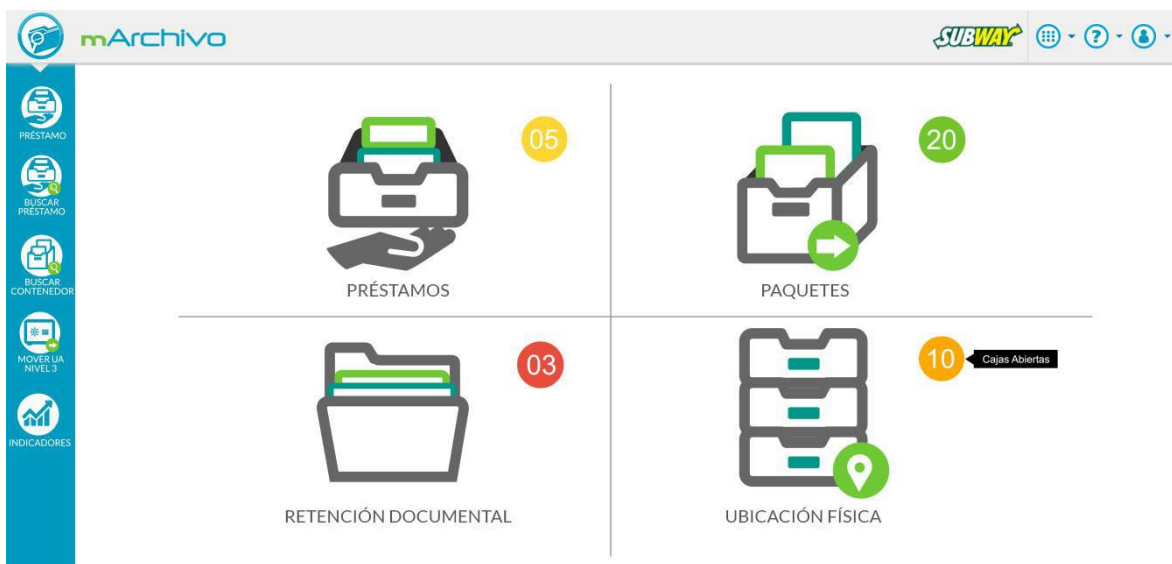 mArchivo
SUBWAY
?
PRÉSTAMO
BUSCAR
PRÉSTAMO
BUSCAR
CONTENEDOR
MOVER UA
NIVEL 3
INDICADORES
05
PRÉSTAMOS
20
PAQUETES
03
RETENCIÓN DOCUMENTAL
10
Cajas Abiertas
UBICACIÓN FÍSICA